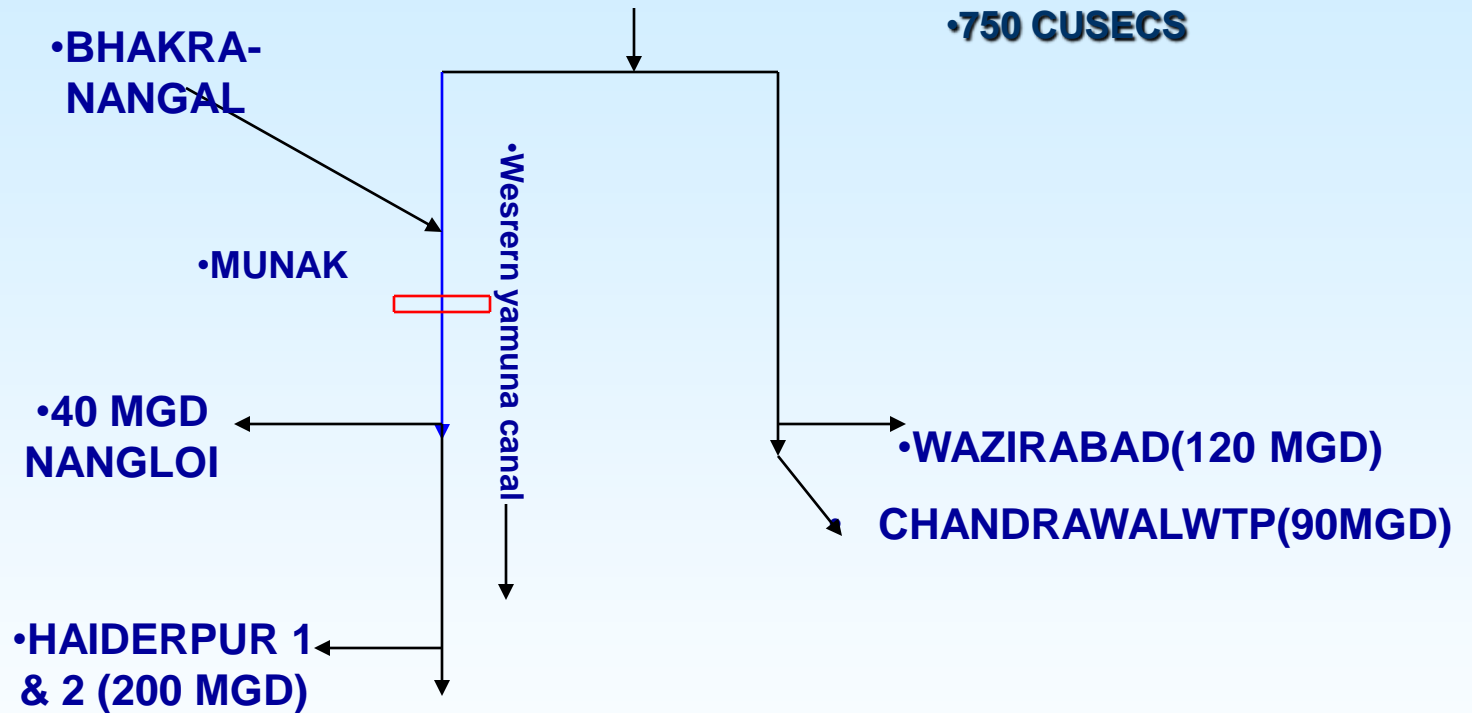 •750 CUSECS
•BHAKRA-
NANGAL
•Wesrern yamuna canal
•MUNAK
•40 MGD
NANGLOI
•WAZIRABAD(120 MGD)
• CHANDRAWALWTP(90MGD)
•HAIDERPUR 1
& 2 (200 MGD)